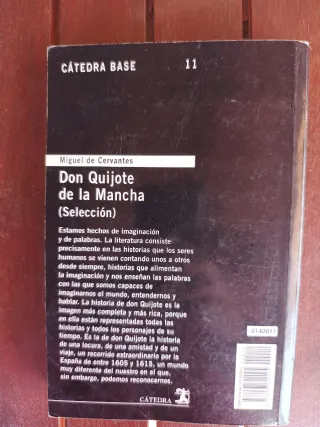 CÁTEDRA BASE 11
Miguel de Cervantes
Don Quijote
de la Mancha
(Selección)
Estamos hechos de imaginación
y de palabras. La literatura consiste
precisamente en las historias que los seres
humanos se vienen contando unos a otros
desde siempre, historias que alimentan
la imaginación y nos enseñan las palabras
con las que somos capaces de
imaginarnos el mundo, entendernos y
hablar. La historia de don Quijote es la
imagen más completa y más rica, porque
en ella están representadas todas las
historias y todos los personajes de su
tiempo. Es la de don Quijote la historia
de una locura, de una amistad y de un
viaje, un recorrido extraordinario por la
España de entre 1605 y 1615, un mundo
muy diferente del nuestro en el que,
sin embargo, podemos reconocernos.
0140011
CÁTEDRA